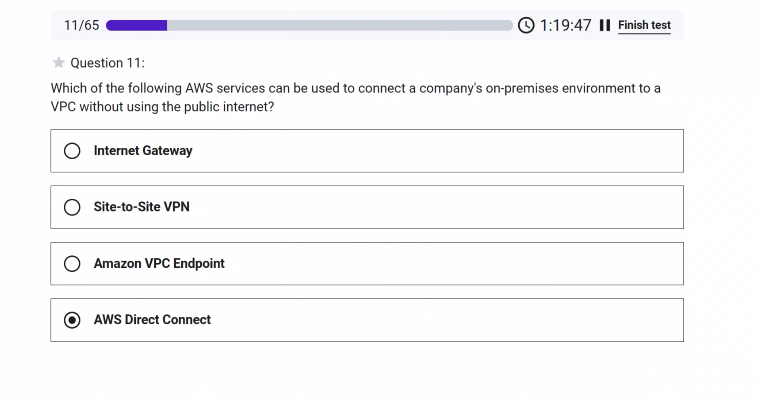 11/65 1:19:47 Finish test
Question 11:
Which of the following AWS services can be used to connect a company's on-premises environment to a
VPC without using the public internet?
Internet Gateway
Site-to-Site VPN
Amazon VPC Endpoint
AWS Direct Connect